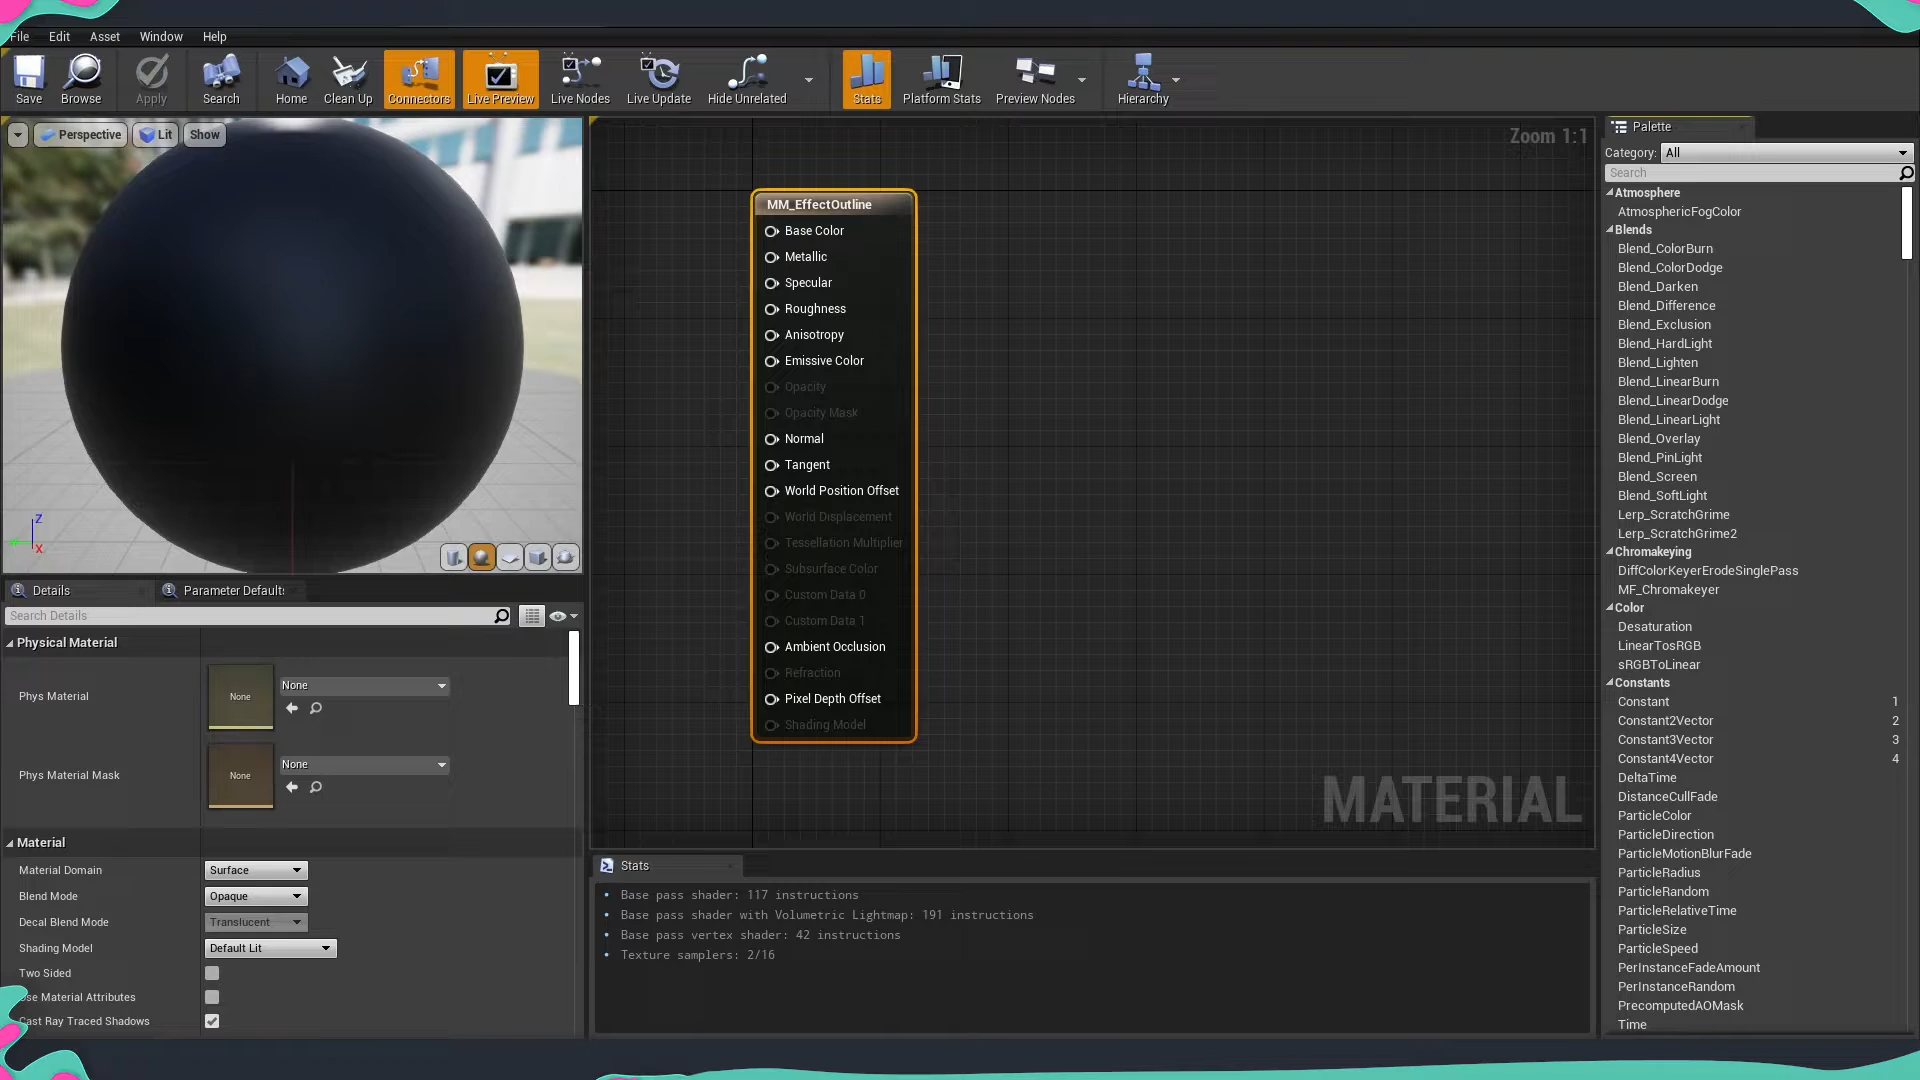 File Edit Asset Window Help
Save Browse Apply Search Home Clean Up Connectors Live Preview Live Nodes Live Update Hide Unrelated Stats Platform Stats Preview Nodes Hierarchy
Perspective Lit Show
Z
X
Details Parameter Default
Search Details
Physical Material
Phys Material
None
None
Phys Material Mask
None
None
Material
Material Domain Surface
Blend Mode Opaque
Decal Blend Mode Translucent
Shading Model Default Lit
Two Sided
se Material Attributes
Cast Ray Traced Shadows
Zoom 1:1
MM_EffectOutline
Base Color
Metallic
Specular
Roughness
Anisotropy
Emissive Color
Opacity
Opacity Mask
Normal
Tangent
World Position Offset
World Displacement
Tessellation Multiplier
Subsurface Color
Custom Data 0
Custom Data 1
Ambient Occlusion
Refraction
Pixel Depth Offset
Shading Model
MATERIAL
Stats
Base pass shader: 117 instructions
Base pass shader with Volumetric Lightmap: 191 instructions
Base pass vertex shader: 42 instructions
Texture samplers: 2/16
Palette
Category: All
Search
Atmosphere
AtmosphericFogColor
Blends
Blend_ColorBurn
Blend_ColorDodge
Blend_Darken
Blend_Difference
Blend_Exclusion
Blend_HardLight
Blend_Lighten
Blend_LinearBurn
Blend_LinearDodge
Blend_LinearLight
Blend_Overlay
Blend_PinLight
Blend_Screen
Blend_SoftLight
Lerp_ScratchGrime
Lerp_ScratchGrime2
Chromakeying
DiffColorKeyerErodeSinglePass
MF_Chromakeyer
Color
Desaturation
LinearTosRGB
sRGBToLinear
Constants
Constant 1
Constant2Vector 2
Constant3Vector 3
Constant4Vector 4
DeltaTime
DistanceCullFade
ParticleColor
ParticleDirection
ParticleMotionBlurFade
ParticleRadius
ParticleRandom
ParticleRelativeTime
ParticleSize
ParticleSpeed
PerInstanceFadeAmount
PerInstanceRandom
PrecomputedAOMask
Time